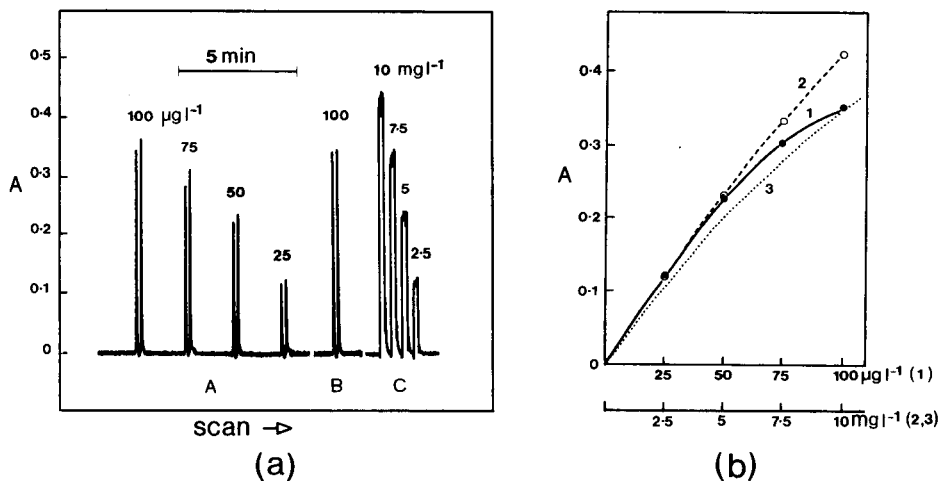 0·5
0·4
0·3
A
0·2
0·1
0
5 min
100 µg l⁻¹
75
50
25
100
10 mg l⁻¹
7·5
5
2·5
A
B
C
scan
(a)
0·4
0·3
A
0·2
0·1
0
2
1
3
25
50
75
100 µg l⁻¹ (1)
2·5
5
7·5
10 mg l⁻¹ (2,3)
(b)